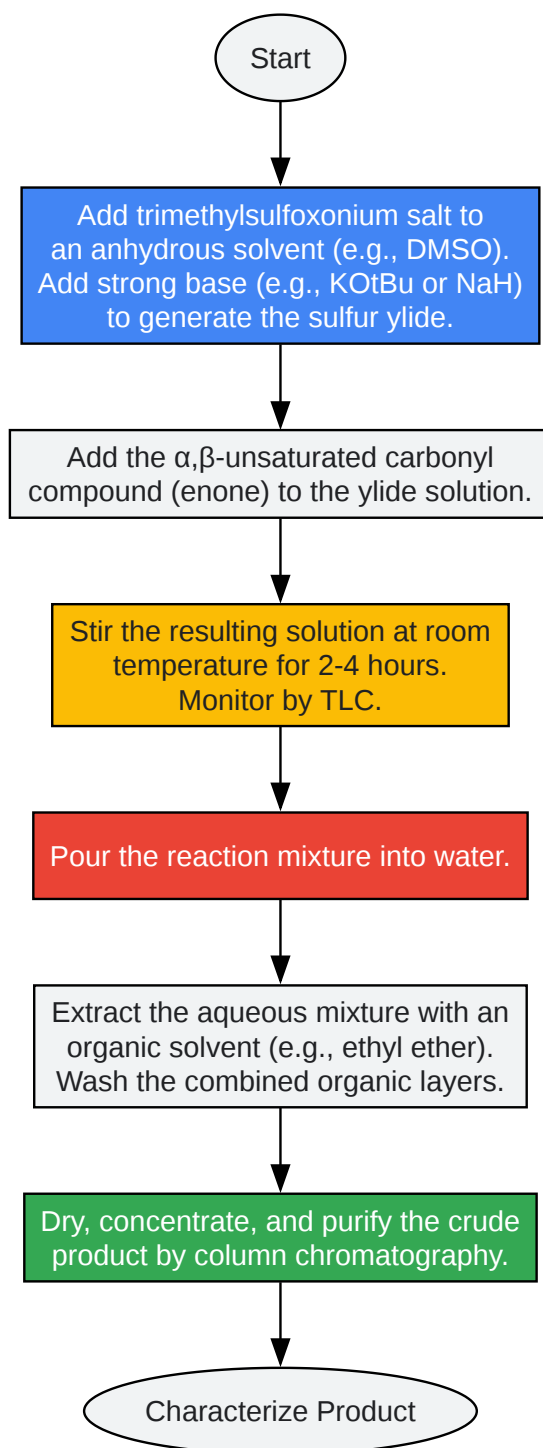 Start
Add trimethylsulfoxonium salt to
an anhydrous solvent (e.g., DMSO).
Add strong base (e.g., KOtBu or NaH)
to generate the sulfur ylide.
Add the α,β-unsaturated carbonyl
compound (enone) to the ylide solution.
Stir the resulting solution at room
temperature for 2-4 hours.
Monitor by TLC.
Pour the reaction mixture into water.
Extract the aqueous mixture with an
organic solvent (e.g., ethyl ether).
Wash the combined organic layers.
Dry, concentrate, and purify the crude
product by column chromatography.
Characterize Product